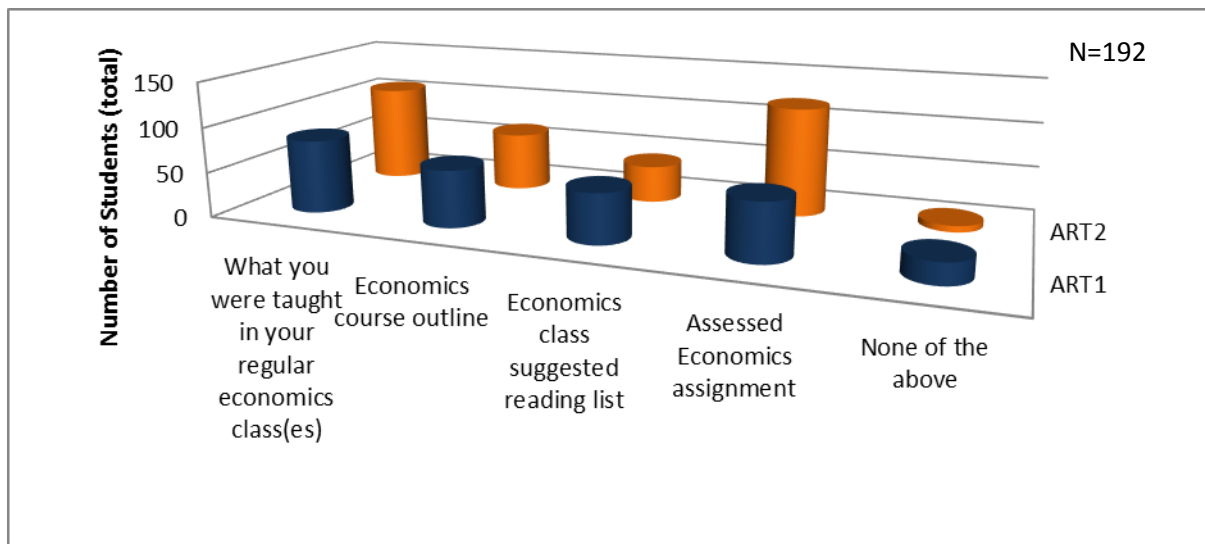 N=192
Number of Students (total)
150
100
50
0
ART2
ART1
What you
were taught
in your
regular
economics
class(es)
Economics
course outline
Economics
class
suggested
reading list
Assessed
Economics
assignment
None of the
above